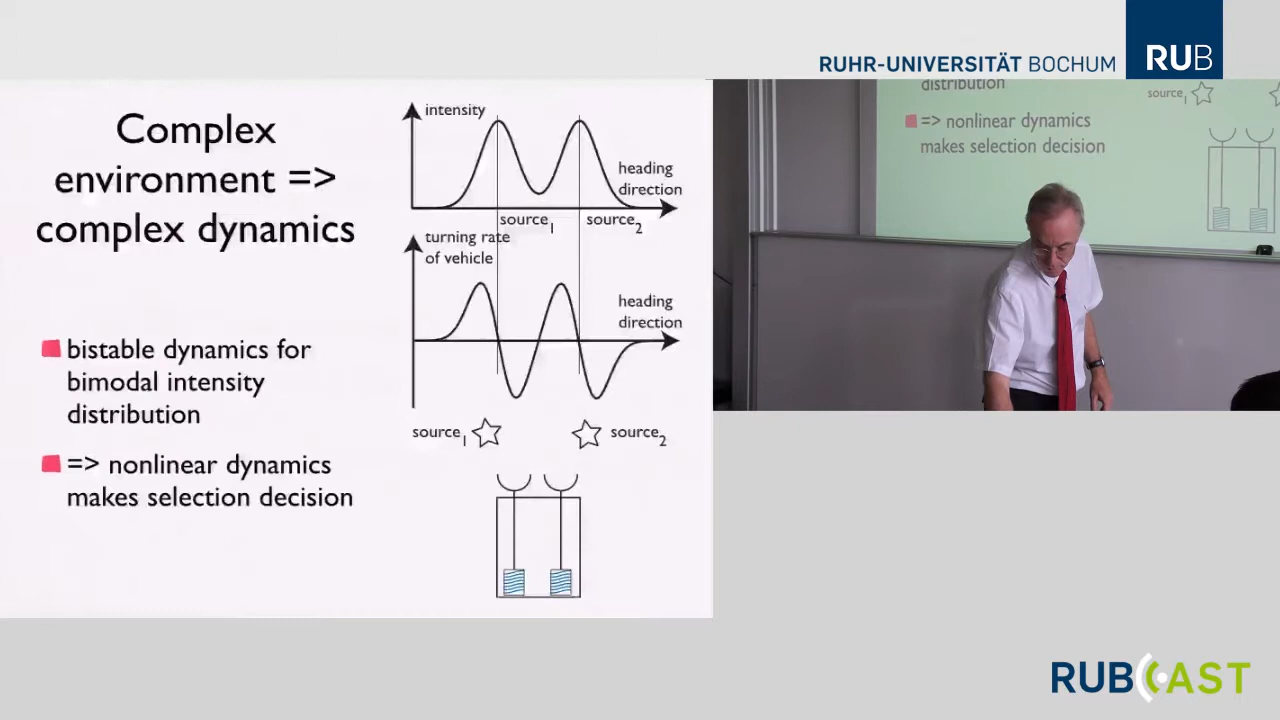 RUHR-UNIVERSITÄT BOCHUM
RUB
Complex
environment =>
complex dynamics
bistable dynamics for
bimodal intensity
distribution
=> nonlinear dynamics
makes selection decision
intensity
heading
direction
source1
source2
turning rate
of vehicle
heading
direction
source1
source2
distribution
=> nonlinear dynamics
makes selection decision
source1
RUBCAST